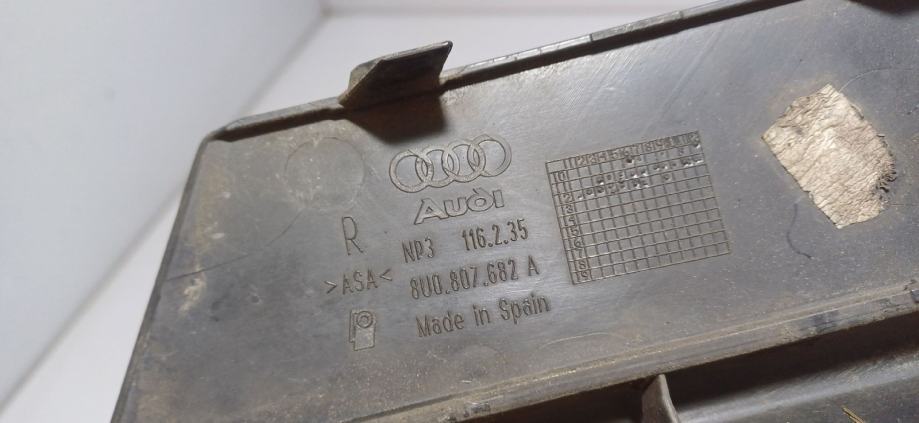 Audi
R
NP3 116.2.35
>ASA<
8U0.807.682 A
Made in Spain